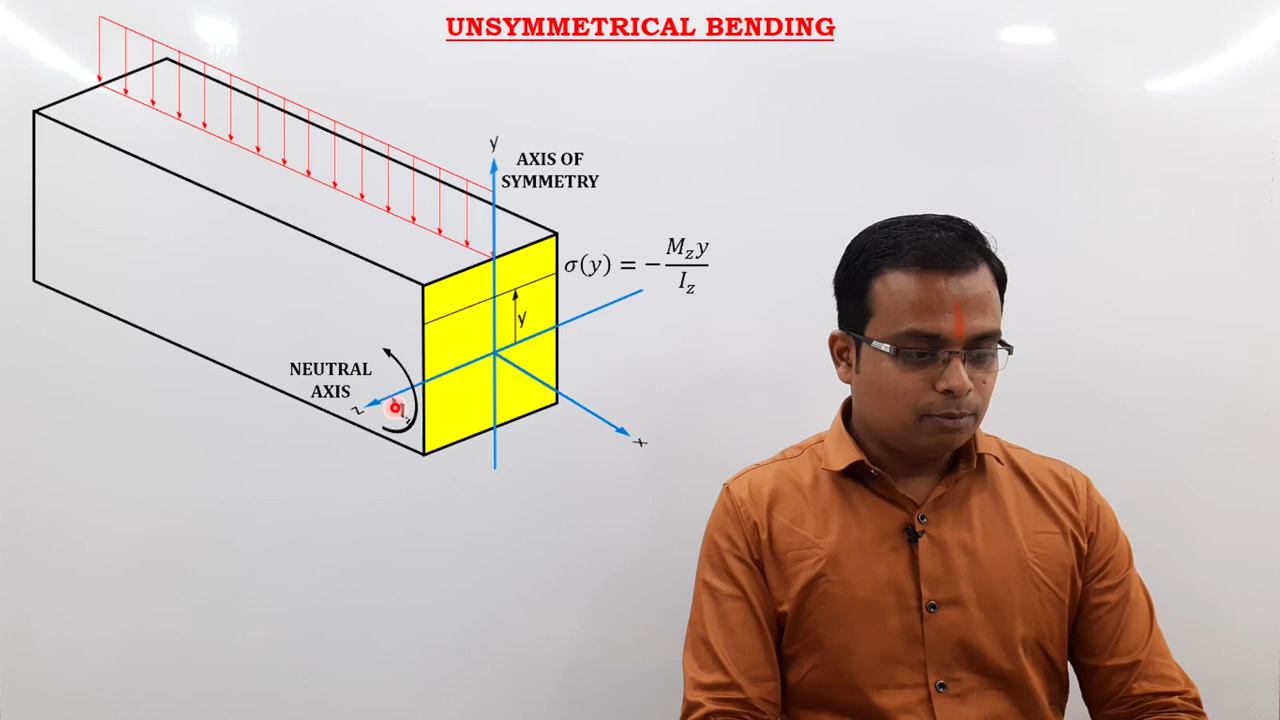 UNSYMMETRICAL BENDING
y
AXIS OF
SYMMETRY
σ(y) = − M_z y / I_z
y
NEUTRAL
AXIS
z
x